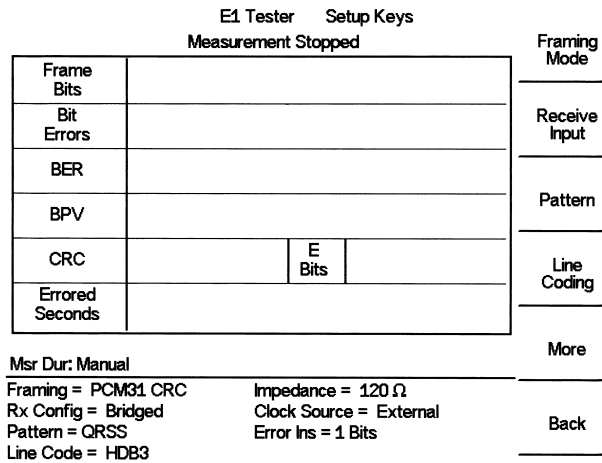 E1 Tester Setup Keys
Measurement Stopped
Frame
Bits
Bit
Errors
BER
BPV
CRC
E
Bits
Errored
Seconds
Framing
Mode
Receive
Input
Pattern
Line
Coding
More
Back
Msr Dur: Manual
Framing = PCM31 CRC
Rx Config = Bridged
Pattern = QRSS
Line Code = HDB3
Impedance = 120 Ω
Clock Source = External
Error Ins = 1 Bits